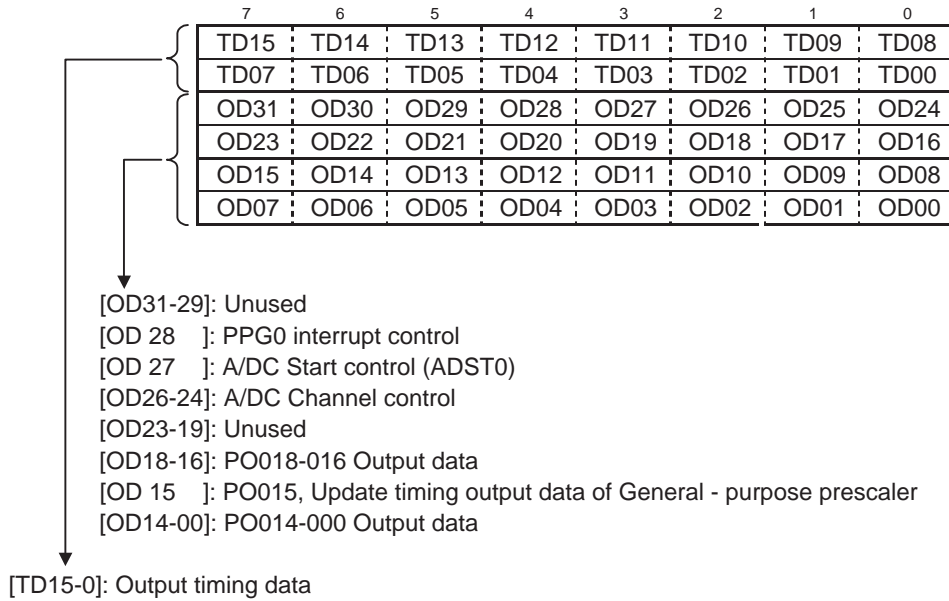 7 6 5 4 3 2 1 0
TD15 TD14 TD13 TD12 TD11 TD10 TD09 TD08
TD07 TD06 TD05 TD04 TD03 TD02 TD01 TD00
OD31 OD30 OD29 OD28 OD27 OD26 OD25 OD24
OD23 OD22 OD21 OD20 OD19 OD18 OD17 OD16
OD15 OD14 OD13 OD12 OD11 OD10 OD09 OD08
OD07 OD06 OD05 OD04 OD03 OD02 OD01 OD00
[OD31-29]: Unused
[OD 28 ]: PPG0 interrupt control
[OD 27 ]: A/DC Start control (ADST0)
[OD26-24]: A/DC Channel control
[OD23-19]: Unused
[OD18-16]: PO018-016 Output data
[OD 15 ]: PO015, Update timing output data of General - purpose prescaler
[OD14-00]: PO014-000 Output data
[TD15-0]: Output timing data